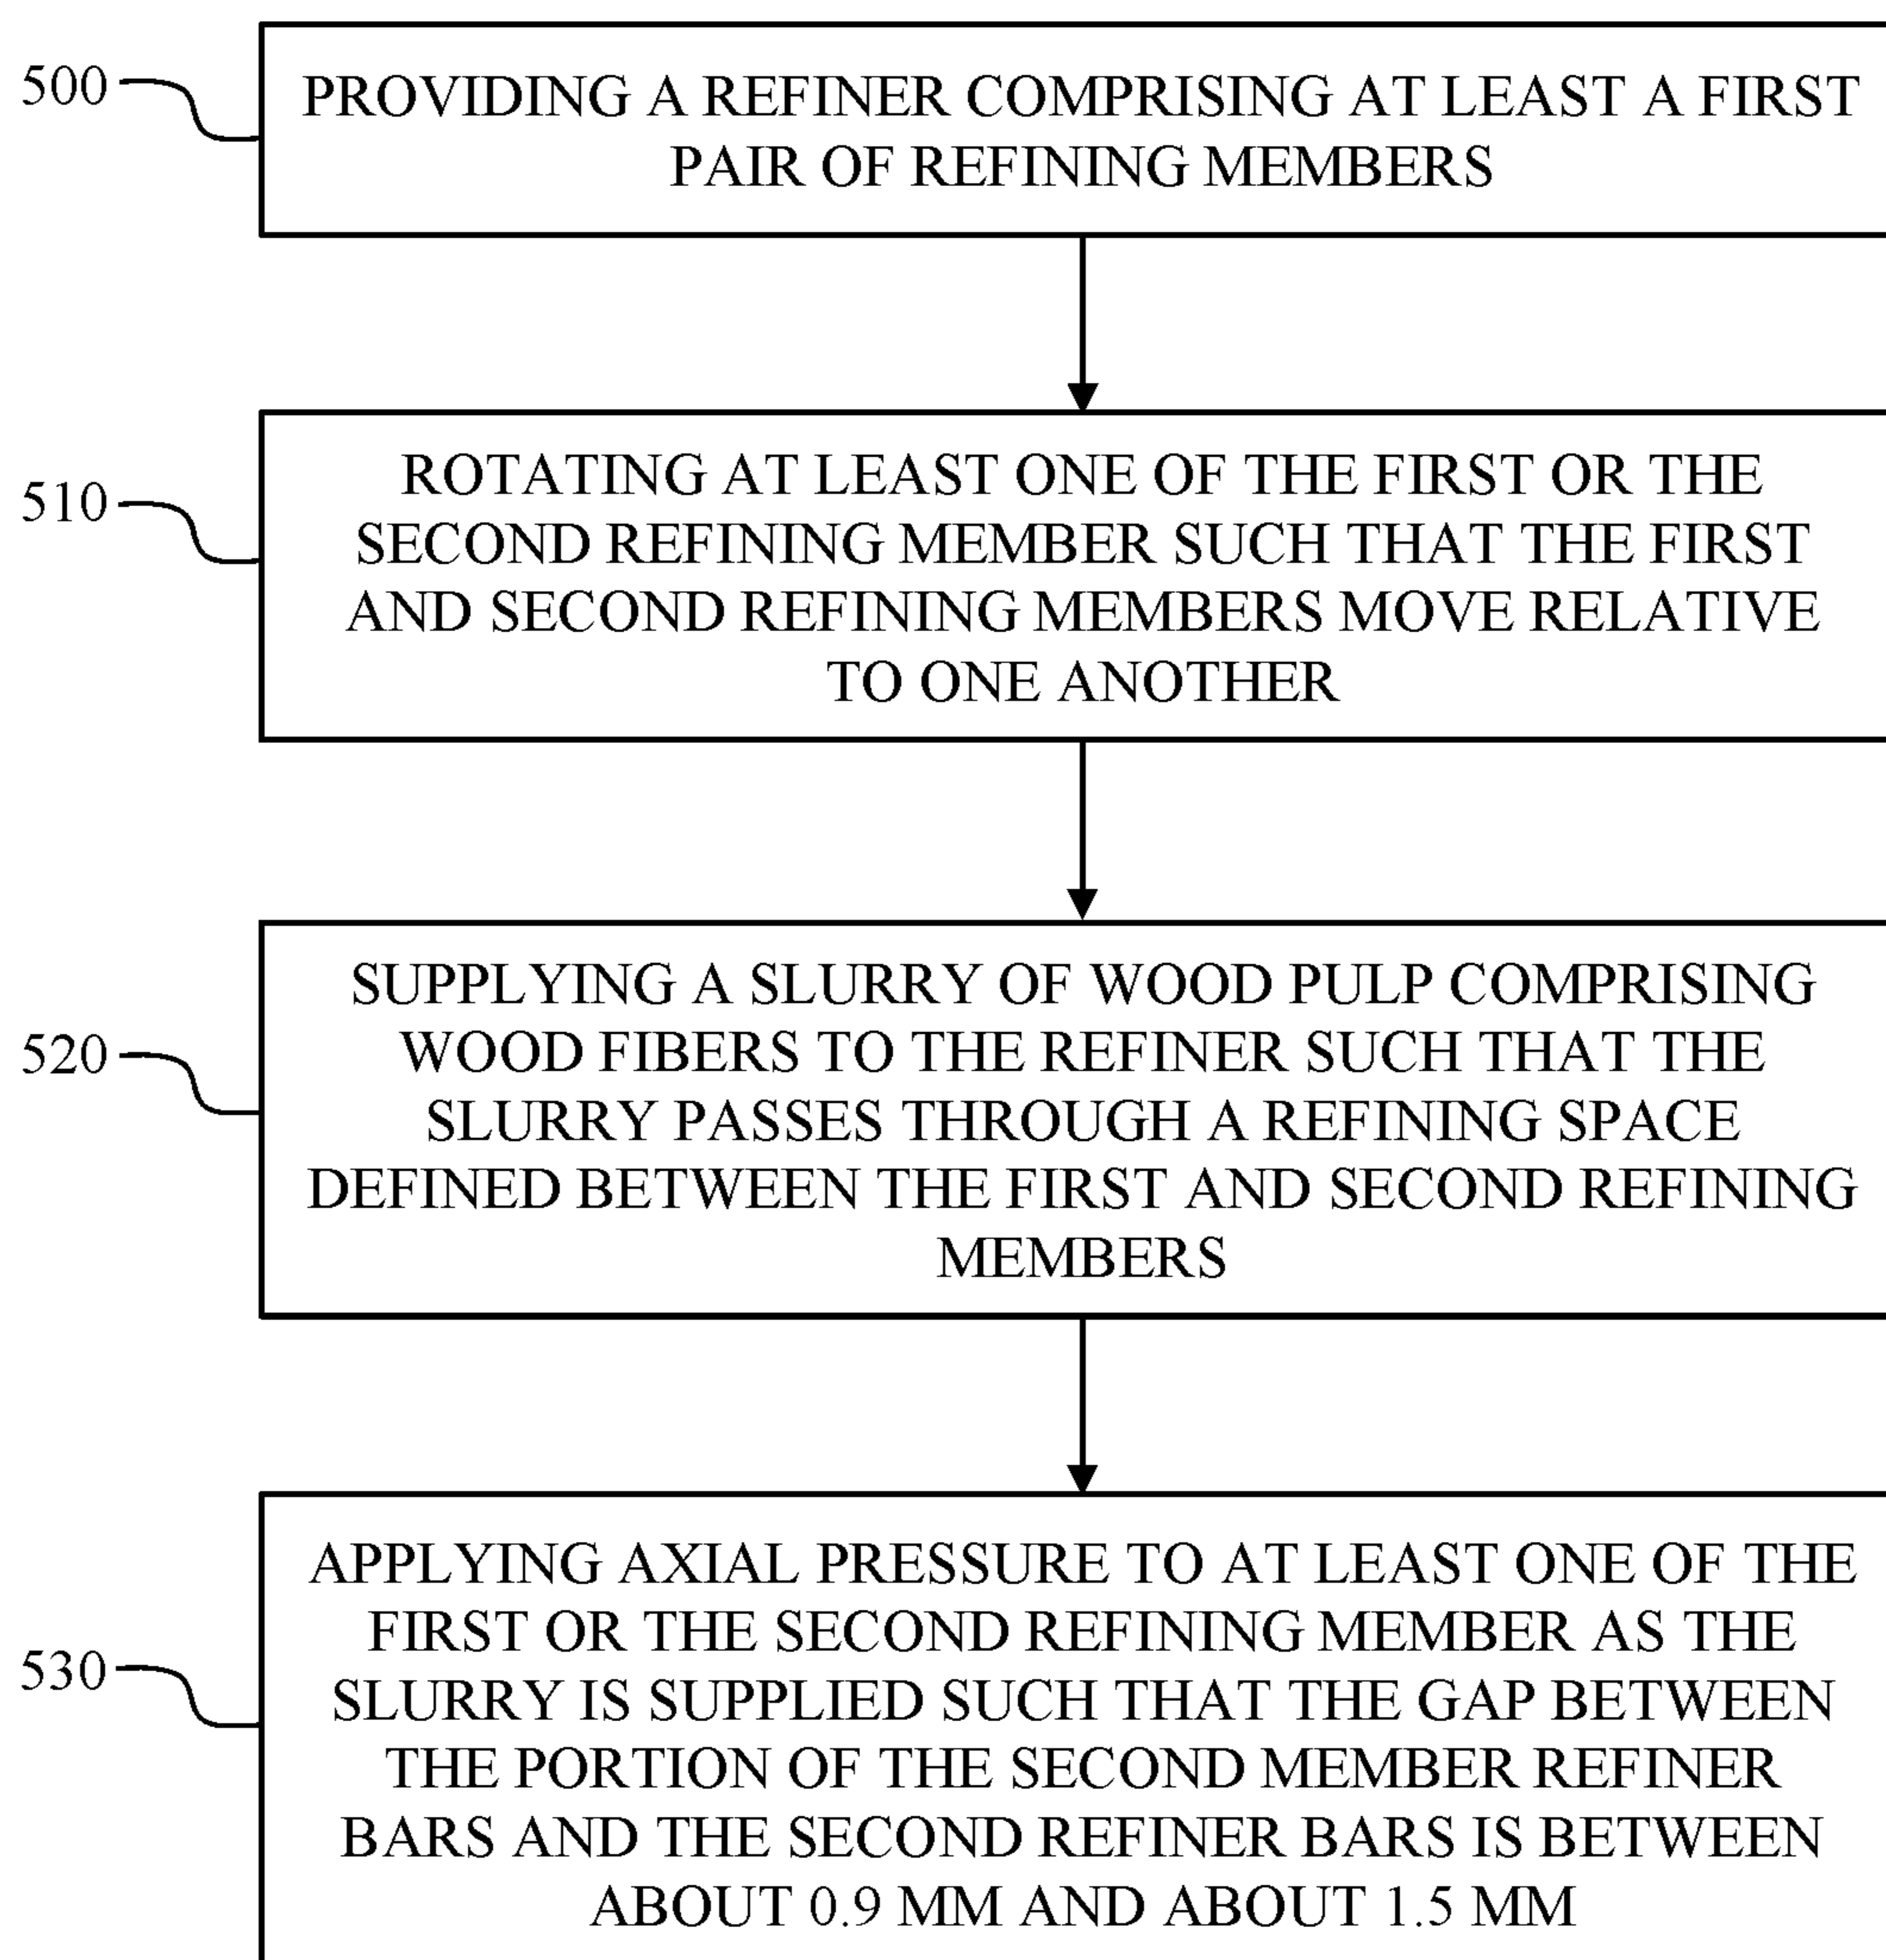 500
PROVIDING A REFINER COMPRISING AT LEAST A FIRST
PAIR OF REFINING MEMBERS
510
ROTATING AT LEAST ONE OF THE FIRST OR THE
SECOND REFINING MEMBER SUCH THAT THE FIRST
AND SECOND REFINING MEMBERS MOVE RELATIVE
TO ONE ANOTHER
520
SUPPLYING A SLURRY OF WOOD PULP COMPRISING
WOOD FIBERS TO THE REFINER SUCH THAT THE
SLURRY PASSES THROUGH A REFINING SPACE
DEFINED BETWEEN THE FIRST AND SECOND REFINING
MEMBERS
530
APPLYING AXIAL PRESSURE TO AT LEAST ONE OF THE
FIRST OR THE SECOND REFINING MEMBER AS THE
SLURRY IS SUPPLIED SUCH THAT THE GAP BETWEEN
THE PORTION OF THE SECOND MEMBER REFINER
BARS AND THE SECOND REFINER BARS IS BETWEEN
ABOUT 0.9 MM AND ABOUT 1.5 MM